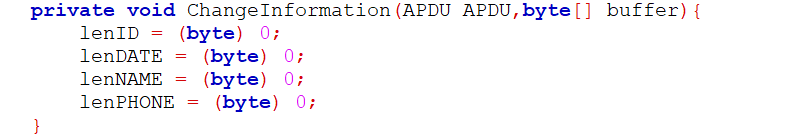 private void ChangeInformation(APDU APDU,byte[] buffer){
lenID = (byte) 0;
lenDATE = (byte) 0;
lenNAME = (byte) 0;
lenPHONE = (byte) 0;
}